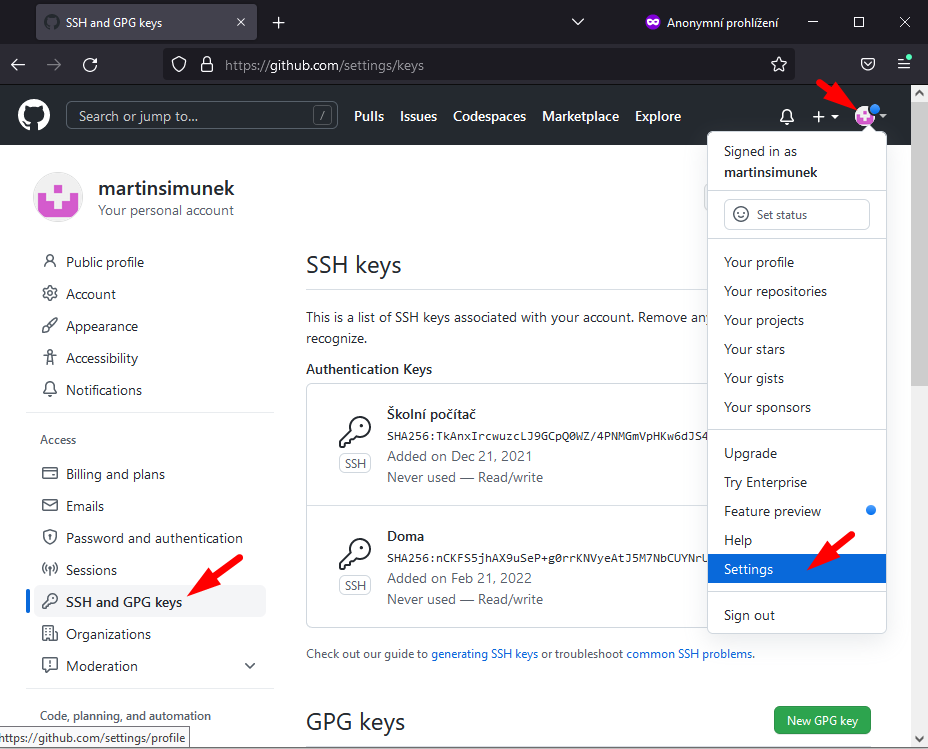 SSH and GPG keys
Anonymní prohlížení
https://github.com/settings/keys
Search or jump to...
/
Pulls
Issues
Codespaces
Marketplace
Explore
martinsimunek
Your personal account
Public profile
Account
Appearance
Accessibility
Notifications
Access
Billing and plans
Emails
Password and authentication
Sessions
SSH and GPG keys
Organizations
Moderation
Code, planning, and automation
https://github.com/settings/profile
SSH keys
This is a list of SSH keys associated with your account. Remove any
recognize.
Authentication Keys
Školní počítač
SHA256:TkAnxIrcwuzcLJ9GCpQ0WZ/4PNMGmVpHKw6dJS4
Added on Dec 21, 2021
Never used — Read/write
SSH
Doma
SHA256:nCKFS5jhAX9uSeP+g0rrKNVyeAtJ5M7NbCUYNrU
Added on Feb 21, 2022
Never used — Read/write
SSH
Check out our guide to generating SSH keys or troubleshoot common SSH problems.
GPG keys
New GPG key
Signed in as
martinsimunek
Set status
Your profile
Your repositories
Your projects
Your stars
Your gists
Your sponsors
Upgrade
Try Enterprise
Feature preview
Help
Settings
Sign out